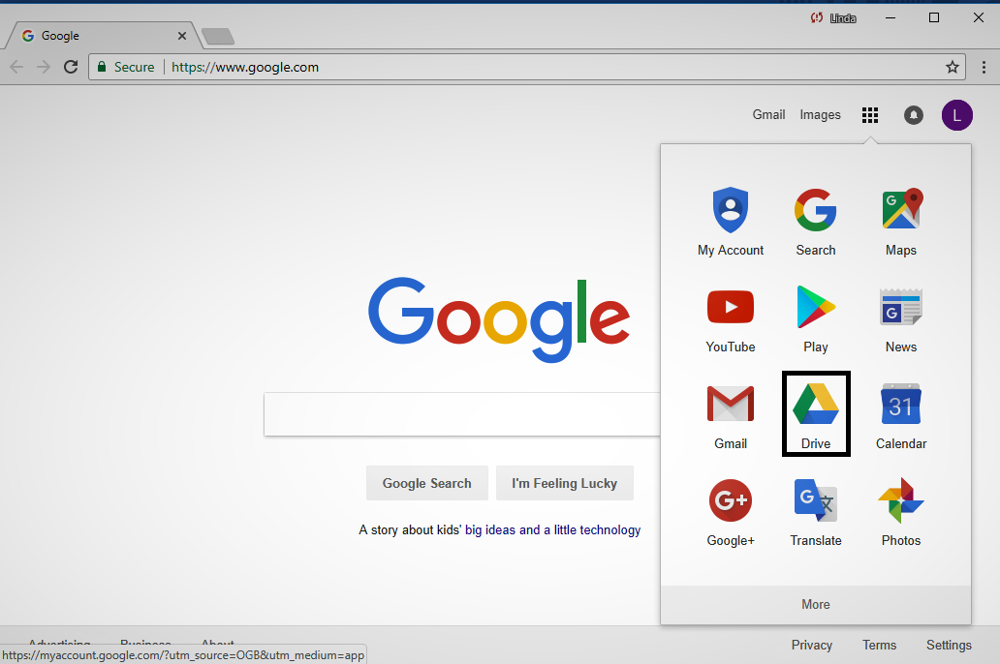 Linda
Google
Secure https://www.google.com
Gmail Images L
My Account Search Maps
YouTube Play News
Gmail Drive Calendar
Google+ Translate Photos
More
Google
Google Search I'm Feeling Lucky
A story about kids' big ideas and a little technology
Advertising Business About Privacy Terms Settings
https://myaccount.google.com/?utm_source=OGB&utm_medium=app
G
G
31
G+
G 文